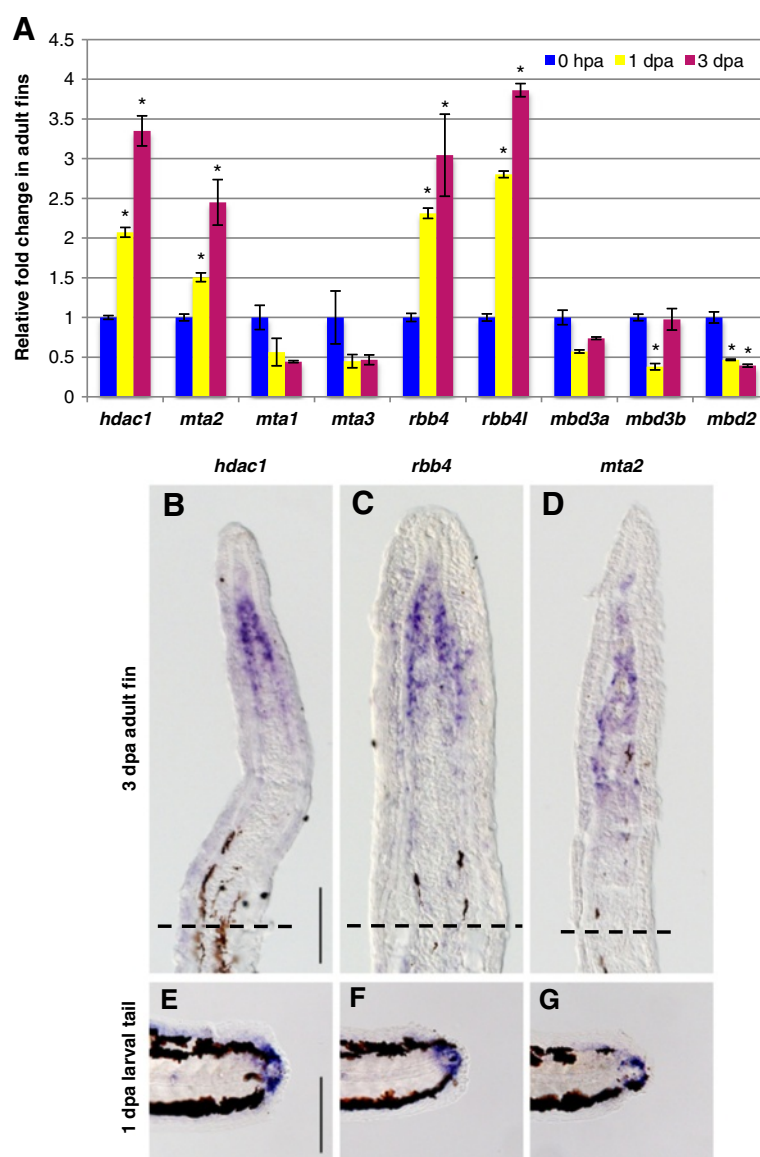 A
4.5
4
3.5
3
2.5
2
1.5
1
0.5
0
Relative fold change in adult fins
0 hpa 1 dpa 3 dpa
* * * * * * * * * * *
hdac1 mta2 mta1 mta3 rbb4 rbb4l mbd3a mbd3b mbd2
hdac1 rbb4 mta2
B C D
3 dpa adult fin
E F G
1 dpa larval tail